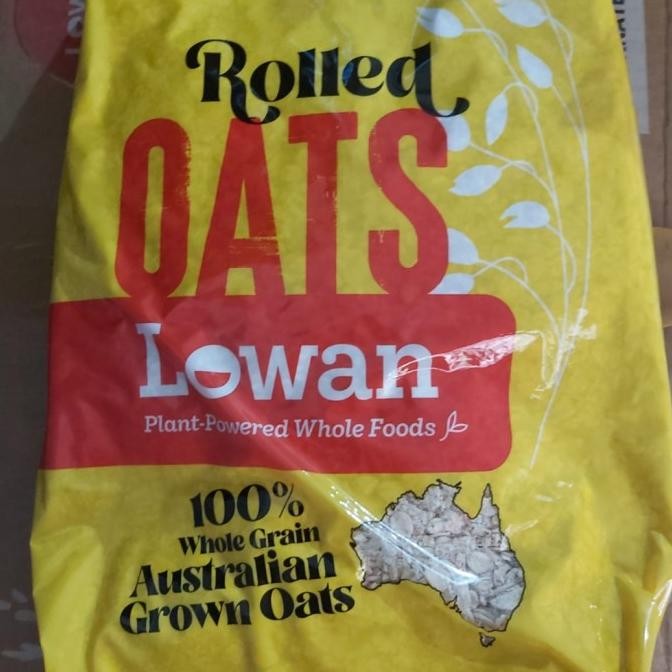 Rolled
OATS
Lowan
Plant-Powered Whole Foods
100%
Whole Grain
Australian
Grown Oats